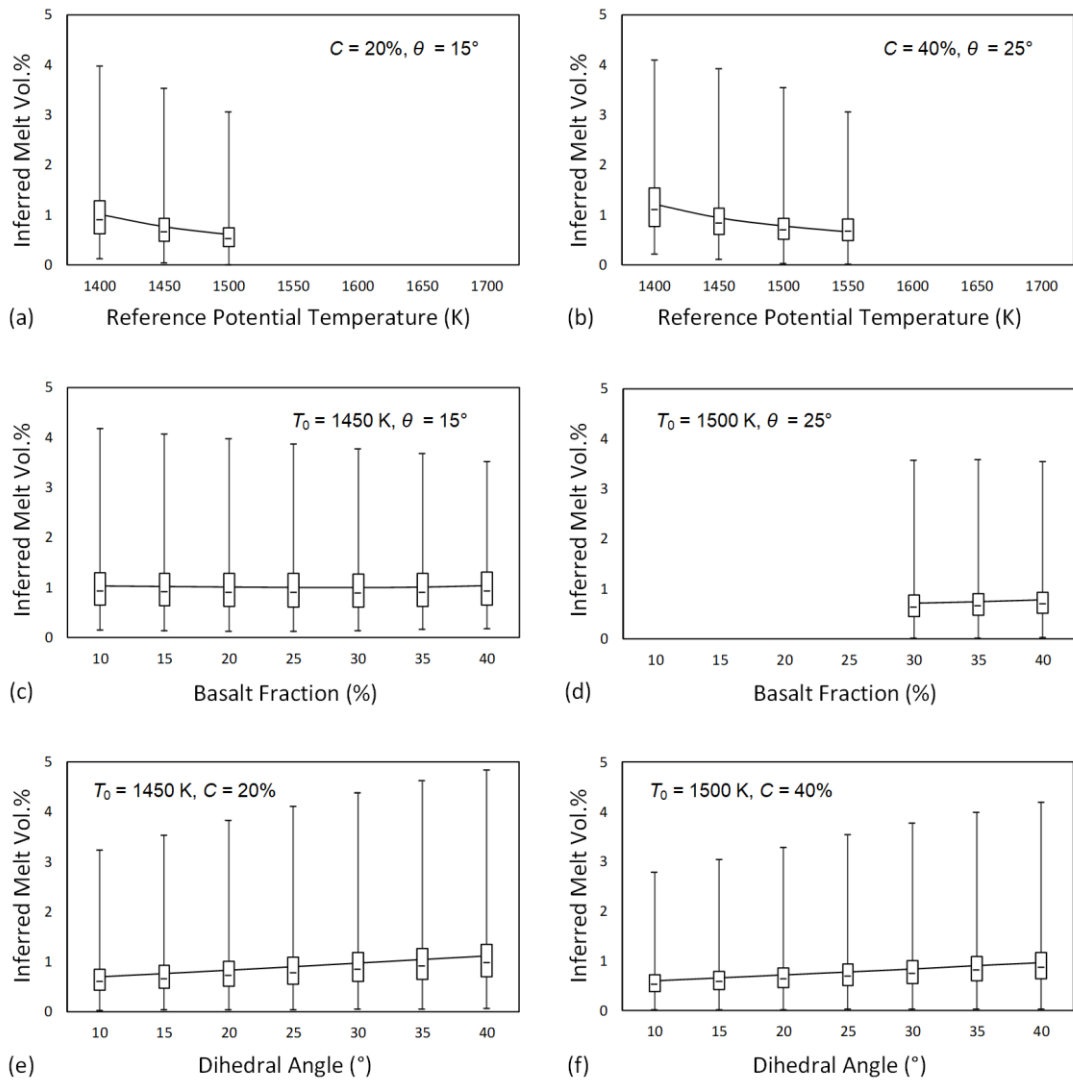 5
4
3
2
1
0
Inferred Melt Vol.%
C = 20%, θ = 15°
1400 1450 1500 1550 1600 1650 1700
(a) Reference Potential Temperature (K)
5
4
3
2
1
0
Inferred Melt Vol.%
C = 40%, θ = 25°
1400 1450 1500 1550 1600 1650 1700
(b) Reference Potential Temperature (K)
5
4
3
2
1
0
Inferred Melt Vol.%
T₀ = 1450 K, θ = 15°
10 15 20 25 30 35 40
(c) Basalt Fraction (%)
5
4
3
2
1
0
Inferred Melt Vol.%
T₀ = 1500 K, θ = 25°
10 15 20 25 30 35 40
(d) Basalt Fraction (%)
5
4
3
2
1
0
Inferred Melt Vol.%
T₀ = 1450 K, C = 20%
10 15 20 25 30 35 40
(e) Dihedral Angle (°)
5
4
3
2
1
0
Inferred Melt Vol.%
T₀ = 1500 K, C = 40%
10 15 20 25 30 35 40
(f) Dihedral Angle (°)